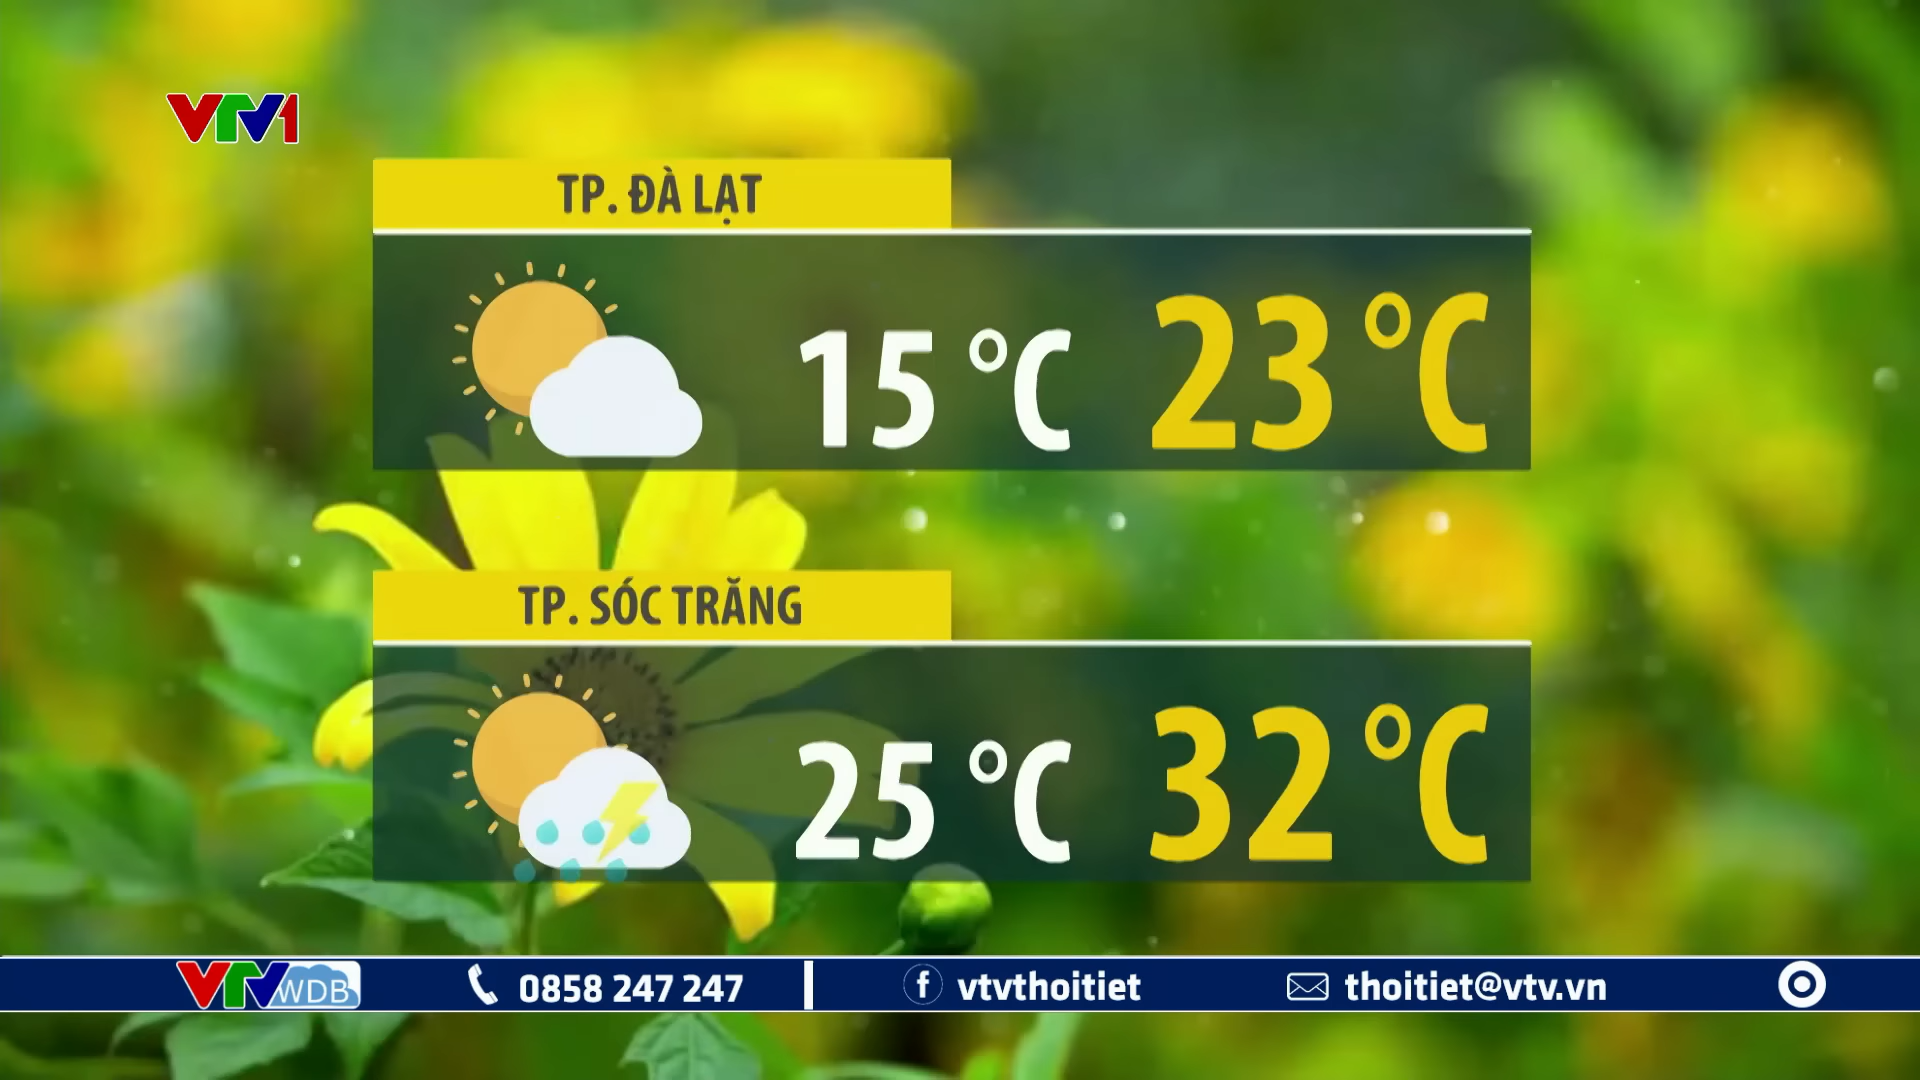 VTV1
TP. ĐÀ LẠT
15 °C 23 °C
TP. SÓC TRĂNG
25 °C 32 °C
VTV WDB 0858 247 247 vtvthoitiet thoitiet@vtv.vn